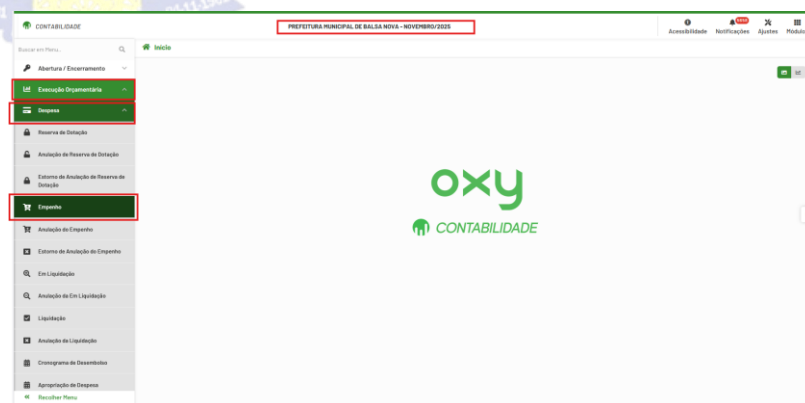 CONTABILIDADE
PREFEITURA MUNICIPAL DE BALSA NOVA - NOVEMBRO/2025
Acessibilidade
Notificações
Ajustes
Módulo
Buscar em Menu..
Início
Abertura / Encerramento
Execução Orçamentária
Despesa
Reserva de Dotação
Anulação de Reserva de Dotação
Estorno de Anulação de Reserva de
Dotação
Empenho
Anulação do Empenho
Estorno de Anulação do Empenho
Em Liquidação
Anulação da Em Liquidação
Liquidação
Anulação da Liquidação
Cronograma de Desembolso
Apropriação de Despesa
Recolher Menu
oxy
CONTABILIDADE